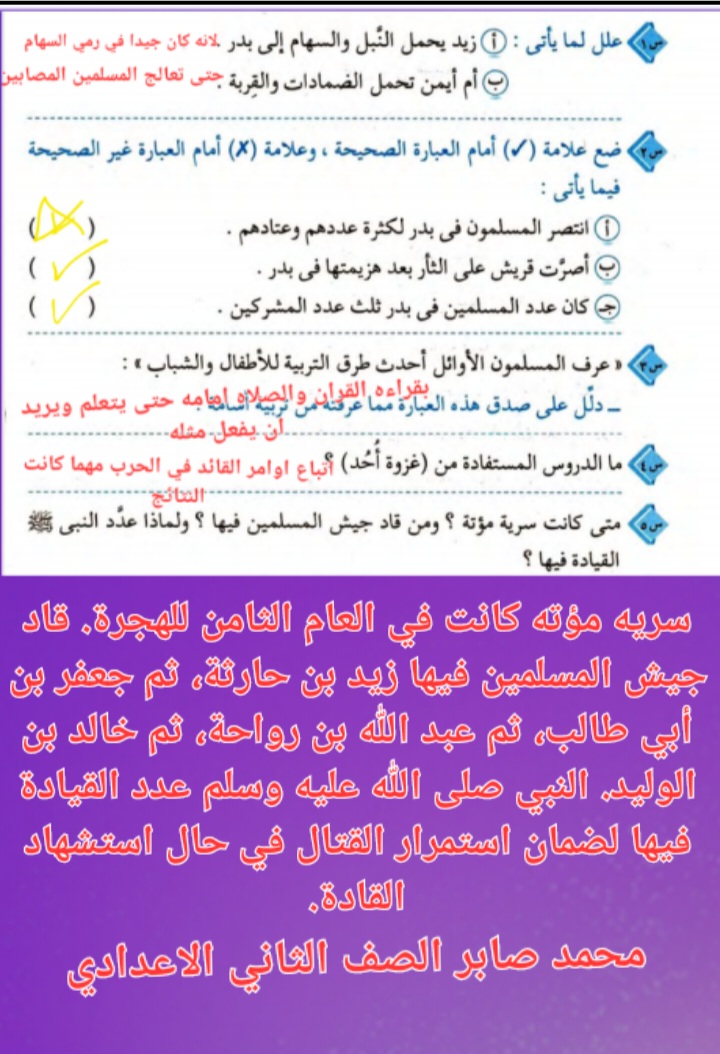 س١ علل لما يأتى : أ زيد يحمل النَّبل والسهام إلى بدر . لانه كان جيدا في رمي السهام
ب أم أيمن تحمل الضمادات والقِربة . حتى تعالج المسلمين المصابين
س٢ ضع علامة (✓) أمام العبارة الصحيحة ، وعلامة (✗) أمام العبارة غير الصحيحة
فيما يأتى :
أ انتصر المسلمون فى بدر لكثرة عددهم وعتادهم . ( )
ب أصرَّت قريش على الثأر بعد هزيمتها فى بدر . ( ✓ )
جـ كان عدد المسلمين فى بدر ثلث عدد المشركين . ( ✓ )
س٣ « عرف المسلمون الأوائل أحدث طرق التربية للأطفال والشباب » :
ــ دلِّل على صدق هذه العبارة مما عرفته من تربية أسامة .
بقراءه القران والصلاه امامه حتى يتعلم ويريد
ان يفعل مثله
س٤ ما الدروس المستفادة من (غزوة أُحُد) ؟ اتباع اوامر القائد في الحرب مهما كانت
النتائج
س٥ متى كانت سرية مؤتة ؟ ومن قاد جيش المسلمين فيها ؟ ولماذا عدَّد النبى ﷺ
القيادة فيها ؟
سريه مؤته كانت في العام الثامن للهجرة. قاد
جيش المسلمين فيها زيد بن حارثة، ثم جعفر بن
أبي طالب، ثم عبد الله بن رواحة، ثم خالد بن
الوليد. النبي صلى الله عليه وسلم عدد القيادة
فيها لضمان استمرار القتال في حال استشهاد
القادة.
محمد صابر الصف الثاني الاعدادي